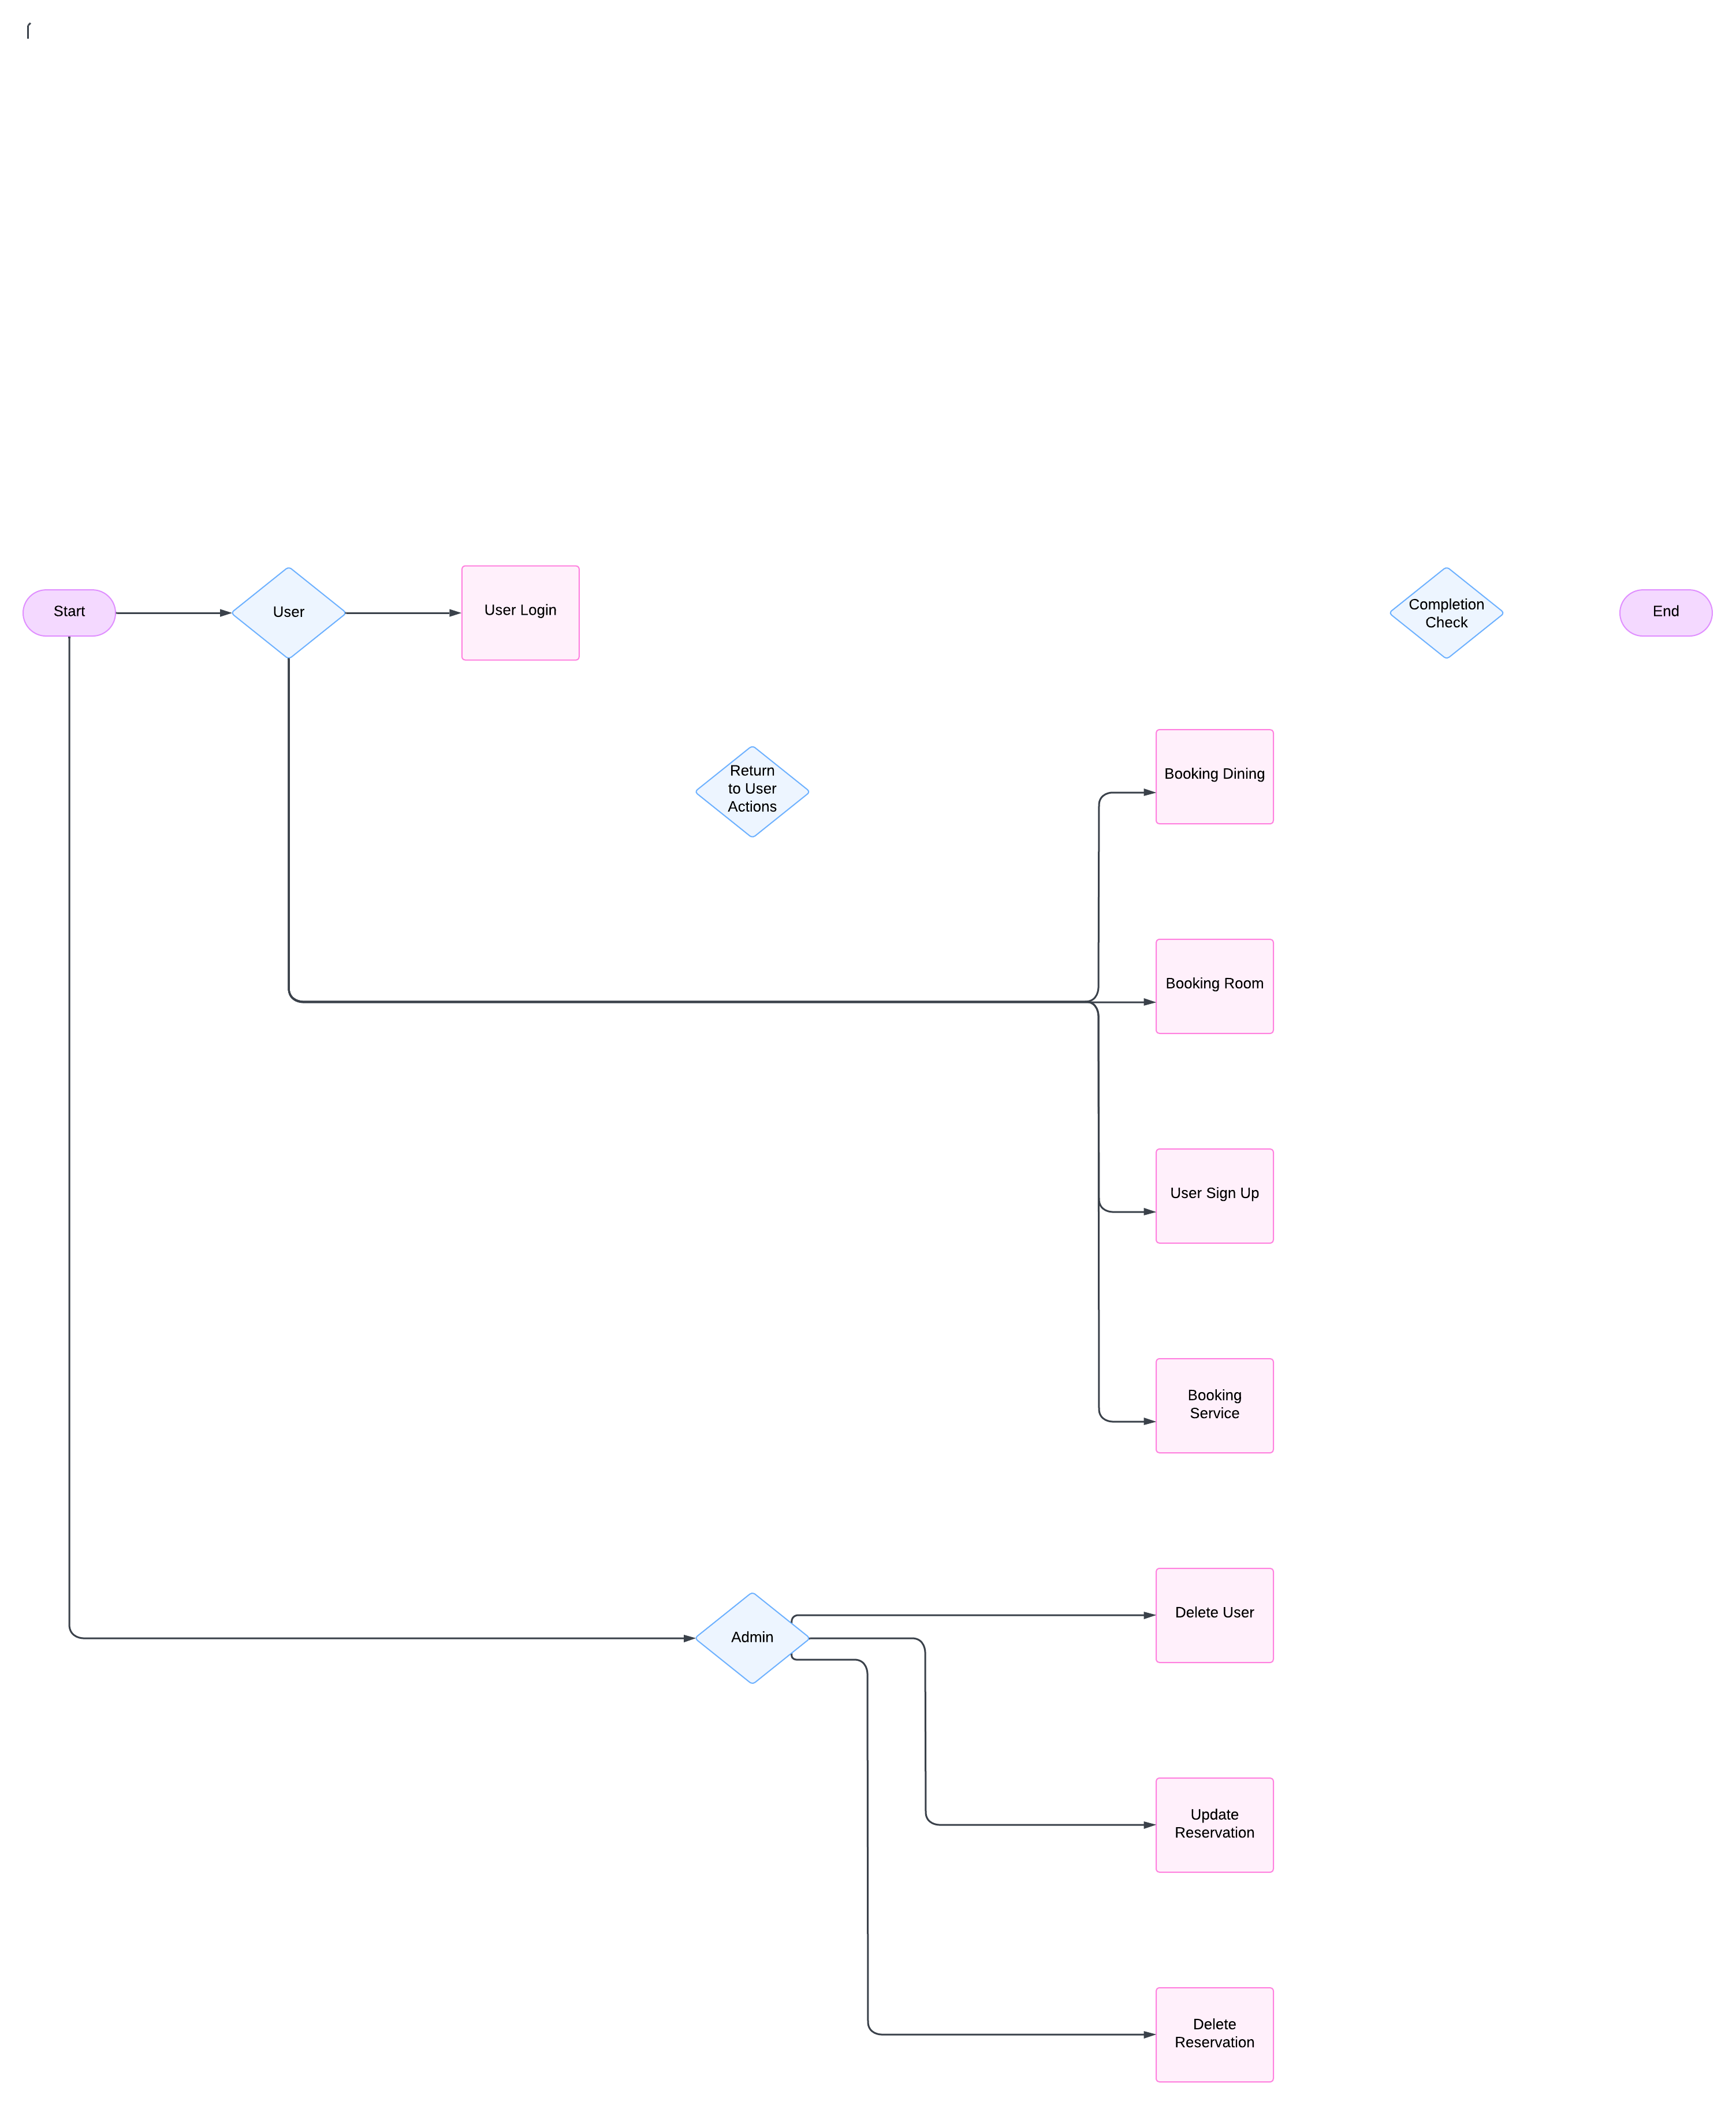 Start
User
User Login
Completion
Check
End
Return
to User
Actions
Booking Dining
Booking Room
User Sign Up
Booking
Service
Delete User
Admin
Update
Reservation
Delete
Reservation